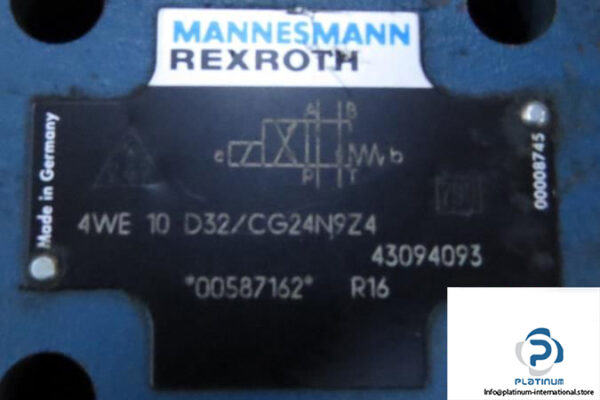 MANNESMANN
REXROTH
Made in Germany
A B
a b
P T
00008745
4WE 10 D32/CG24N9Z4
43094093
*00587162* R16
PLATINUM
Info@platinum-international.store